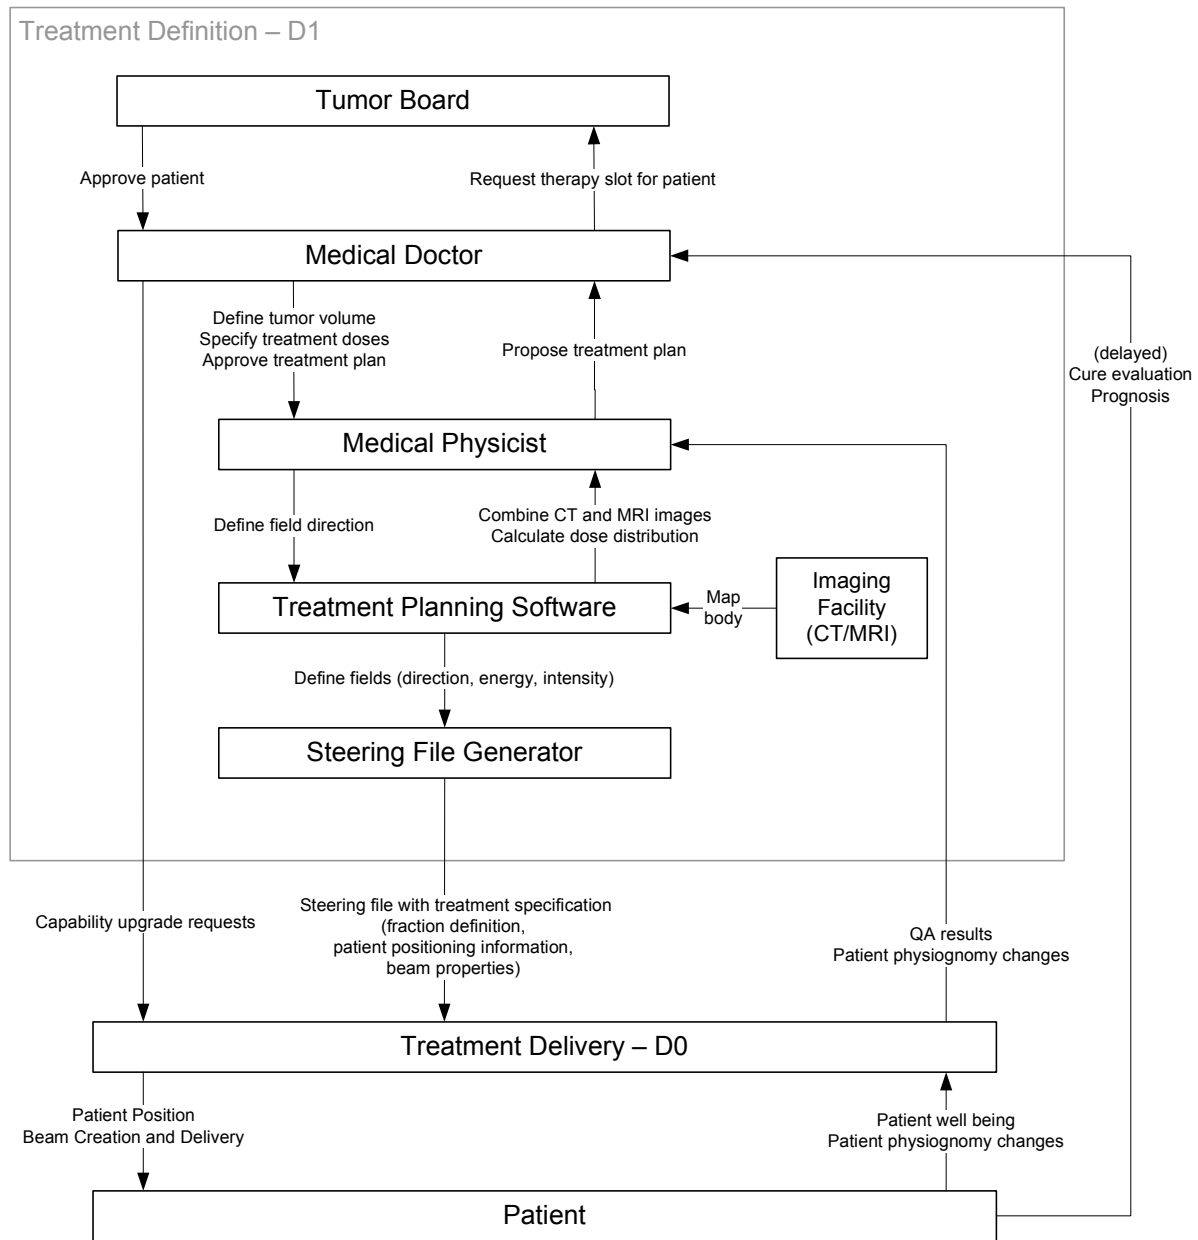 Treatment Definition – D1
Tumor Board
Approve patient
Request therapy slot for patient
Medical Doctor
Define tumor volume
Specify treatment doses
Approve treatment plan
Propose treatment plan
(delayed)
Cure evaluation
Prognosis
Medical Physicist
Define field direction
Combine CT and MRI images
Calculate dose distribution
Treatment Planning Software
Map
body
Imaging
Facility
(CT/MRI)
Define fields (direction, energy, intensity)
Steering File Generator
Capability upgrade requests
Steering file with treatment specification
(fraction definition,
patient positioning information,
beam properties)
QA results
Patient physiognomy changes
Treatment Delivery – D0
Patient Position
Beam Creation and Delivery
Patient well being
Patient physiognomy changes
Patient